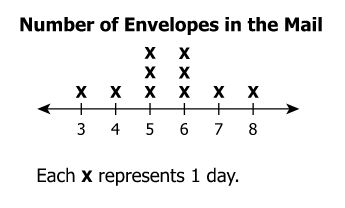 Number of Envelopes in the Mail
x x
x x
x x x x x x
3 4 5 6 7 8
Each x represents 1 day.